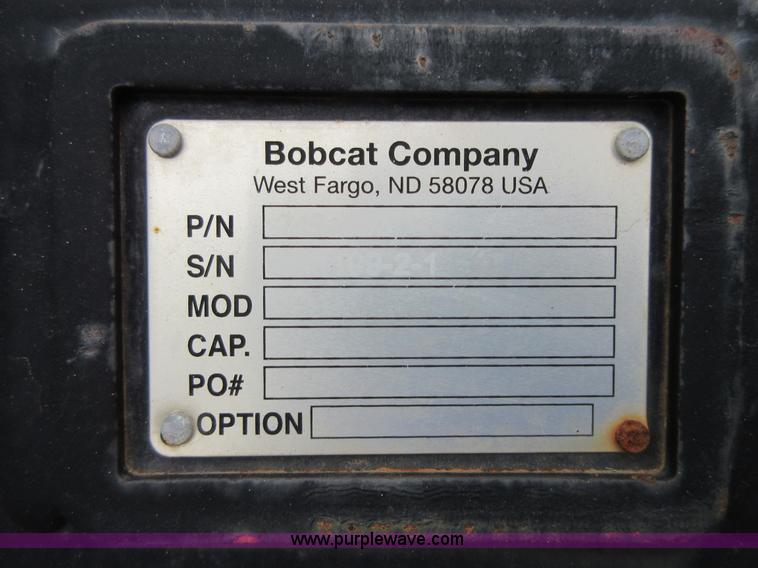 Bobcat Company
West Fargo, ND 58078 USA
P/N
S/N
MOD
CAP.
PO#
OPTION
www.purplewave.com